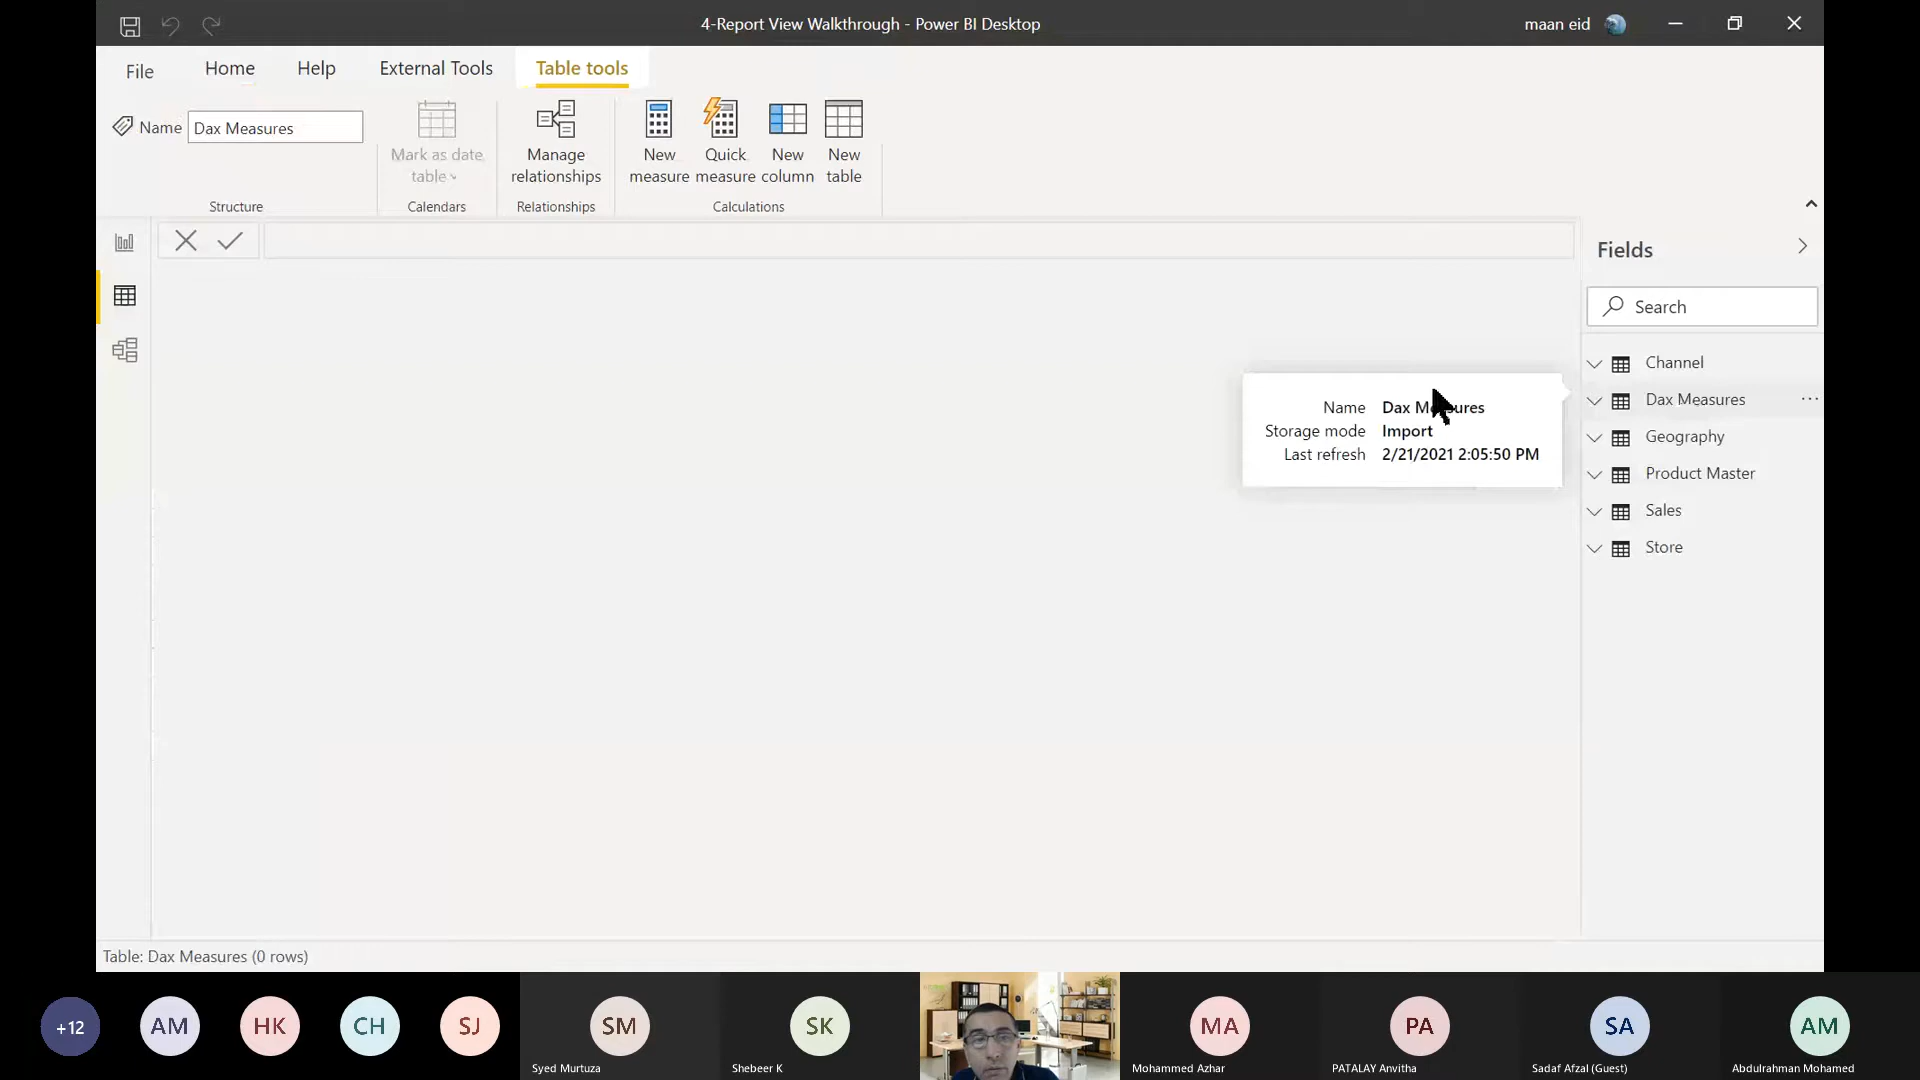 4-Report View Walkthrough - Power BI Desktop
maan eid
File
Home
Help
External Tools
Table tools
Name
Dax Measures
Mark as date
table
Manage
relationships
New
measure
Quick
measure
New
column
New
table
Structure
Calendars
Relationships
Calculations
Fields
Search
Channel
Dax Measures
Geography
Product Master
Sales
Store
Name Dax Measures
Storage mode Import
Last refresh 2/21/2021 2:05:50 PM
Table: Dax Measures (0 rows)
+12
AM
HK
CH
SJ
SM
SK
MA
PA
SA
AM
Syed Murtuza
Shebeer K
Mohammed Azhar
PATALAY Anvitha
Sadaf Afzal (Guest)
Abdulrahman Mohamed